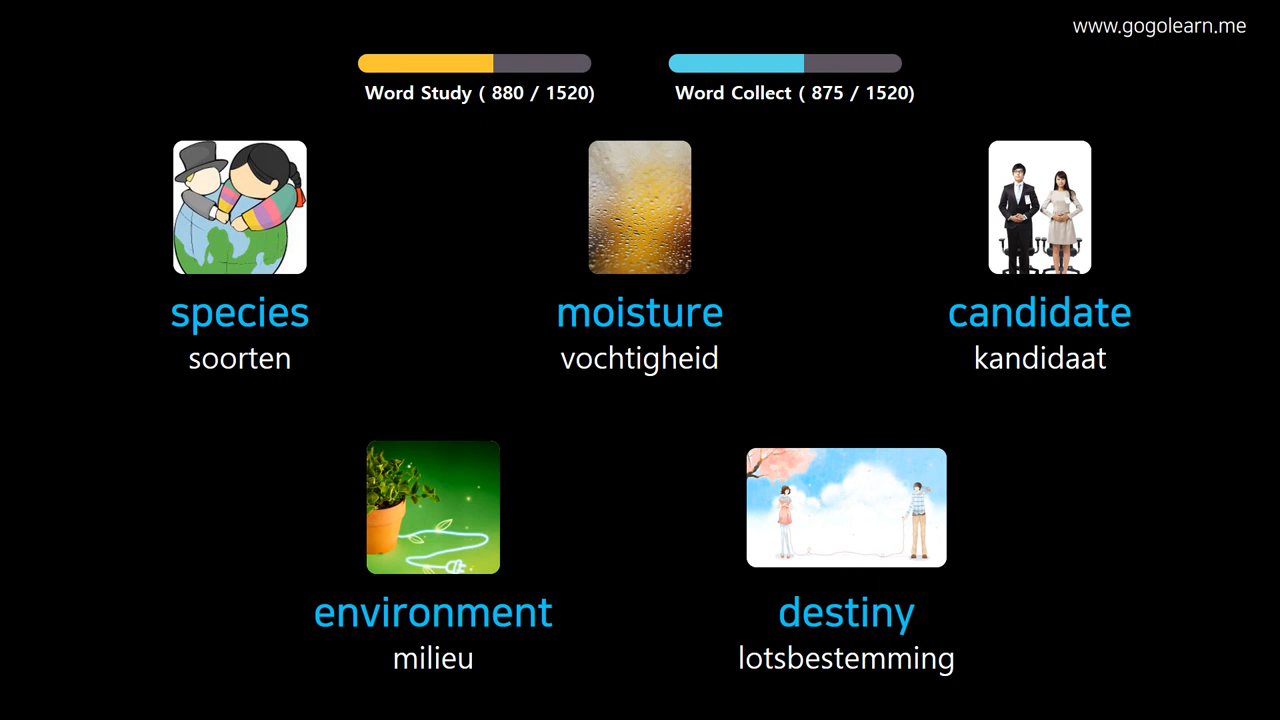 www.gogolearn.me
Word Study ( 880 / 1520)
Word Collect ( 875 / 1520)
species
soorten
moisture
vochtigheid
candidate
kandidaat
environment
milieu
destiny
lotsbestemming